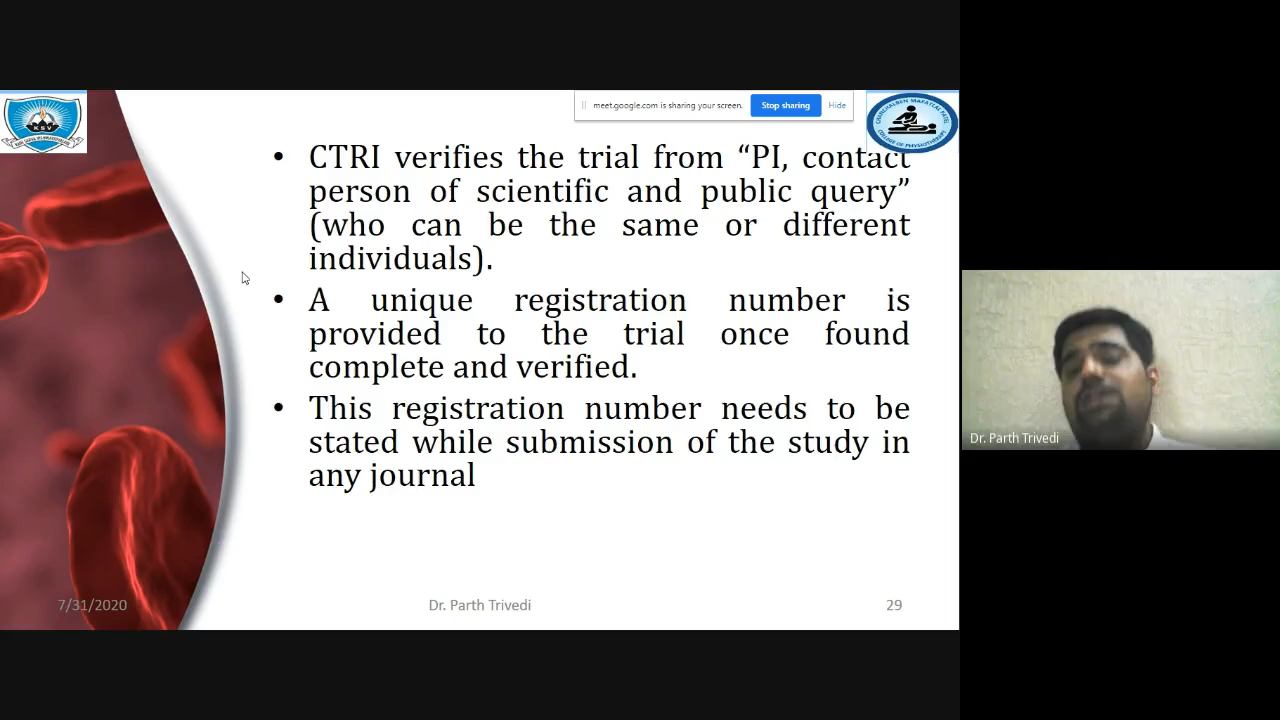 meet.google.com is sharing your screen. Stop sharing Hide
KSV
• CTRI verifies the trial from “PI, contact
person of scientific and public query”
(who can be the same or different
individuals).
• A unique registration number is
provided to the trial once found
complete and verified.
• This registration number needs to be
stated while submission of the study in
any journal
Dr. Parth Trivedi
7/31/2020 Dr. Parth Trivedi 29